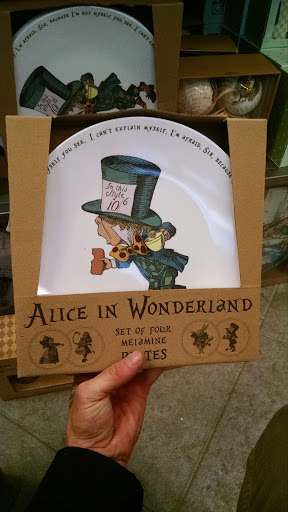 I'M AFRAID, SIR, BECAUSE I'M NOT MYSELF YOU SEE, I CAN'T
MYSELF YOU SEE, I CAN'T EXPLAIN MYSELF, I'M AFRAID, SIR, BECAUSE
In this
Style
10/6
ALICE IN WONDERLAND
SET OF FOUR
MELAMINE